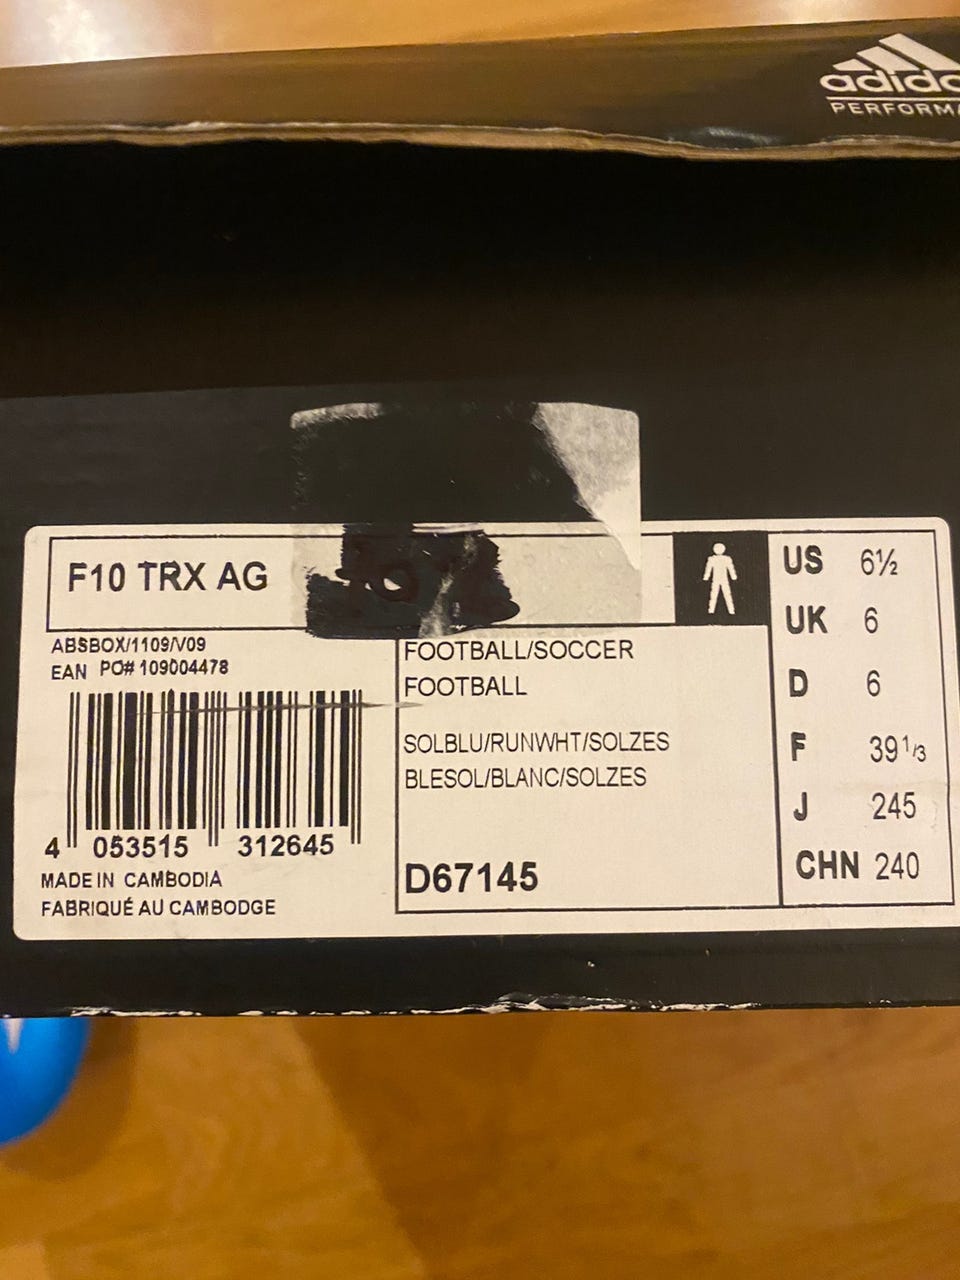 adidas
PERFORMA
F10 TRX AG
ABSBOX/1109/V09
EAN PO# 109004478
4 053515 312645
MADE IN CAMBODIA
FABRIQUÉ AU CAMBODGE
FOOTBALL/SOCCER
FOOTBALL
SOLBLU/RUNWHT/SOLZES
BLESOL/BLANC/SOLZES
D67145
US 6½
UK 6
D 6
F 39 1/3
J 245
CHN 240